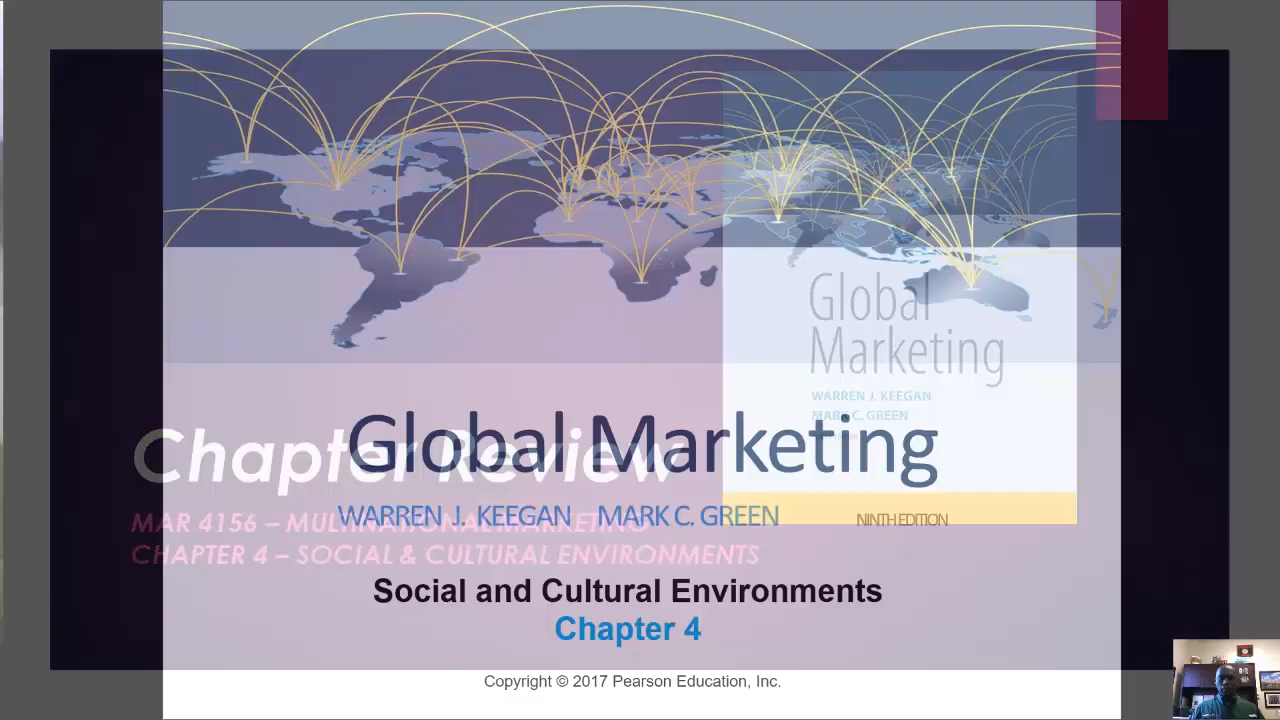 Global
Marketing
WARREN J. KEEGAN
MARK C. GREEN
Chapter Review
MAR 4156 – MULTINATIONAL MARKETING
CHAPTER 4 – SOCIAL & CULTURAL ENVIRONMENTS
Global Marketing
WARREN J. KEEGAN MARK C. GREEN NINTH EDITION
Social and Cultural Environments
Chapter 4
Copyright © 2017 Pearson Education, Inc.